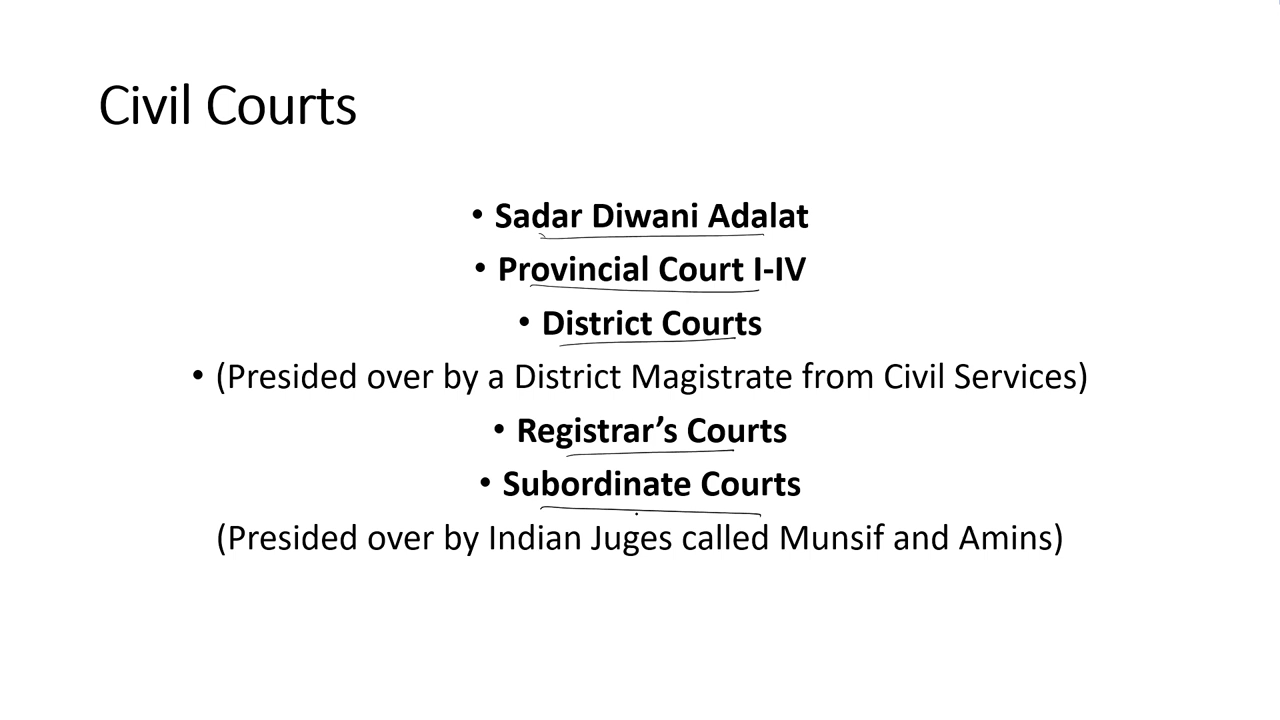 Civil Courts
• Sadar Diwani Adalat
• Provincial Court I-IV
• District Courts
• (Presided over by a District Magistrate from Civil Services)
• Registrar’s Courts
• Subordinate Courts
(Presided over by Indian Juges called Munsif and Amins)